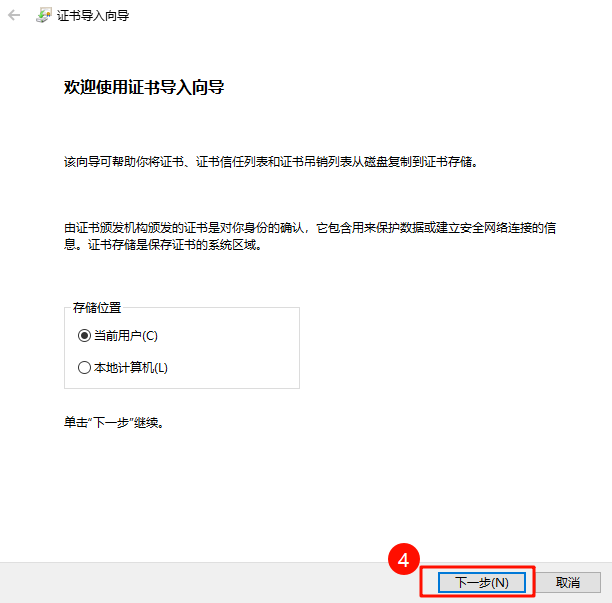 证书导入向导
欢迎使用证书导入向导
该向导可帮助你将证书、证书信任列表和证书吊销列表从磁盘复制到证书存储。
由证书颁发机构颁发的证书是对你身份的确认，它包含用来保护数据或建立安全网络连接的信
息。证书存储是保存证书的系统区域。
存储位置
当前用户(C)
本地计算机(L)
单击“下一步”继续。
4
下一步(N)
取消